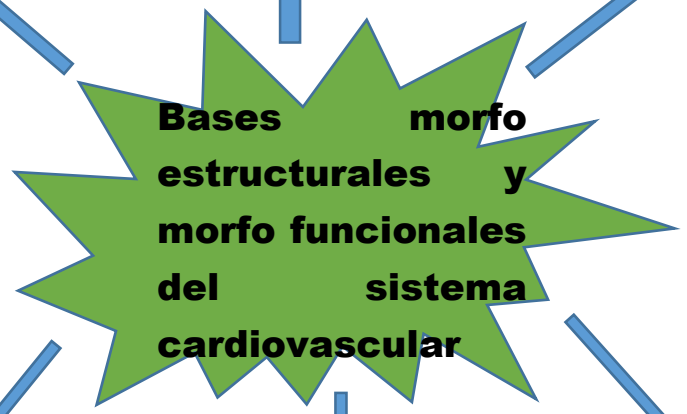 Bases morfo
estructurales y
morfo funcionales
del sistema
cardiovascular